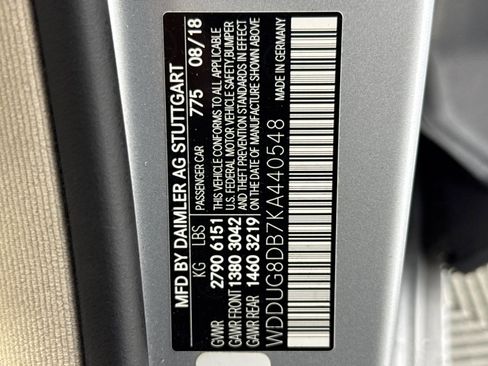 MFD BY DAIMLER AG STUTTGART
PASSENGER CAR 775 08/18
KG LBS
GVWR 2790 6151
GAWR FRONT 1380 3042
GAWR REAR 1460 3219
THIS VEHICLE CONFORMS TO ALL APPLICABLE
U.S. FEDERAL MOTOR VEHICLE SAFETY, BUMPER
AND THEFT PREVENTION STANDARDS IN EFFECT
ON THE DATE OF MANUFACTURE SHOWN ABOVE
MADE IN GERMANY
WDDUG8DB7KA440548